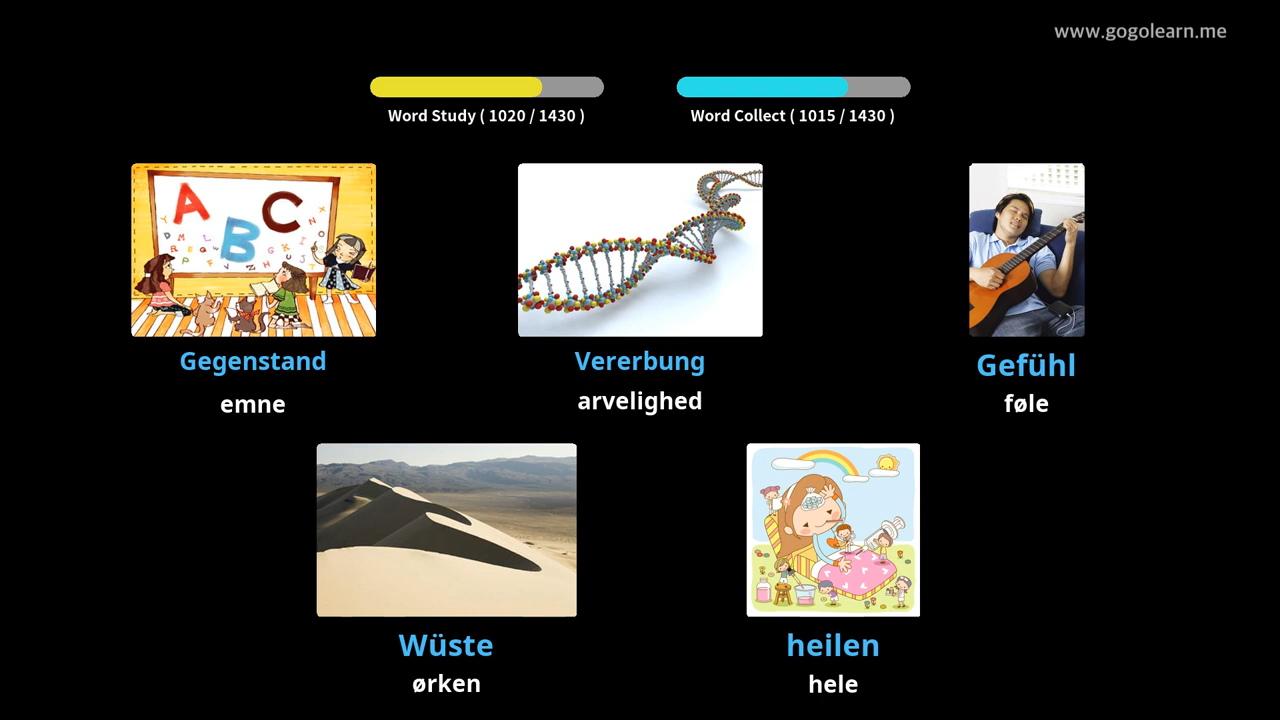 www.gogolearn.me
Word Study ( 1020 / 1430 )
Word Collect ( 1015 / 1430 )
A B C
Gegenstand
emne
Vererbung
arvelighed
Gefühl
føle
Wüste
ørken
heilen
hele